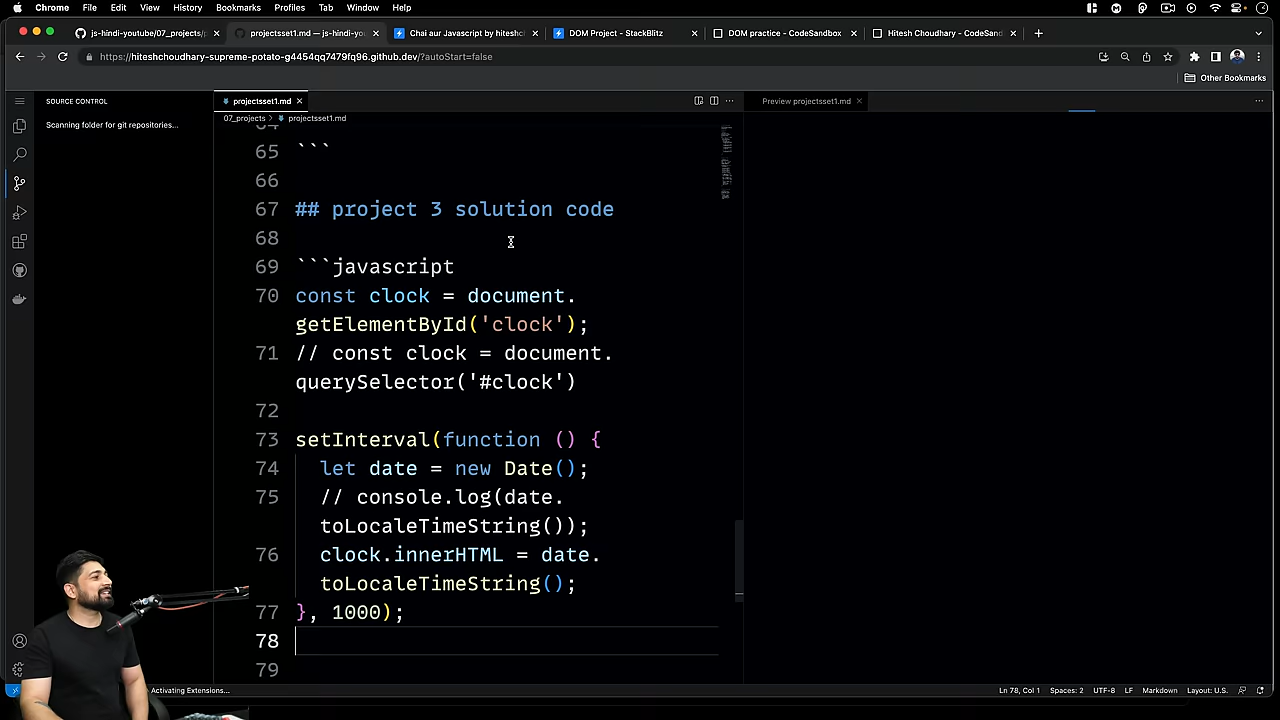 Chrome File Edit View History Bookmarks Profiles Tab Window Help
js-hindi-youtube/07_projects/p
projectsset1.md — js-hindi-you
Chai aur Javascript by hiteshcl
DOM Project - StackBlitz
DOM practice - CodeSandbox
Hitesh Choudhary - CodeSand
https://hiteshchoudhary-supreme-potato-g4454qq7479fq96.github.dev/?autoStart=false
Other Bookmarks
SOURCE CONTROL
Scanning folder for git repositories...
projectsset1.md
Preview projectsset1.md
07_projects > projectsset1.md
64
65 ```
66
67 ## project 3 solution code
68
69 ```javascript
70 const clock = document.
getElementById('clock');
71 // const clock = document.
querySelector('#clock')
72
73 setInterval(function () {
74 let date = new Date();
75 // console.log(date.
toLocaleTimeString());
76 clock.innerHTML = date.
toLocaleTimeString();
77 }, 1000);
78
79
Activating Extensions...
Ln 78, Col 1 Spaces: 2 UTF-8 LF Markdown Layout: U.S.